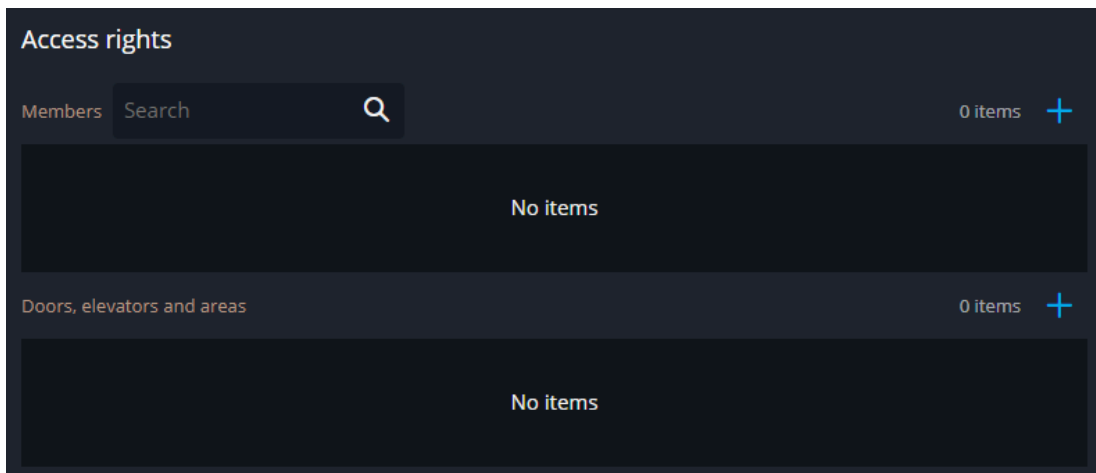 Access rights
Members Search 0 items
No items
Doors, elevators and areas 0 items
No items